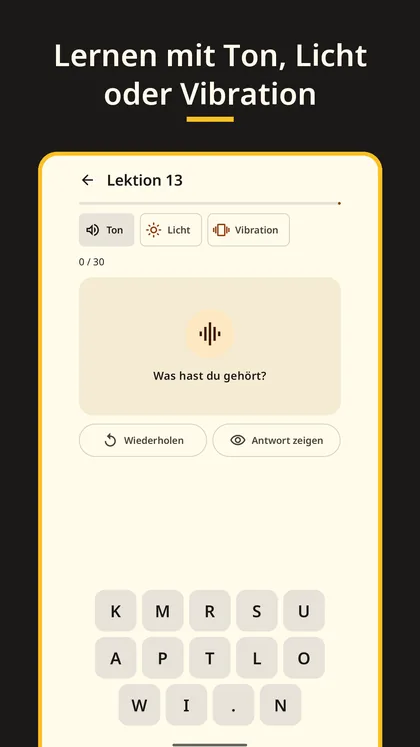 Lernen mit Ton, Licht
oder Vibration
Lektion 13
Ton Licht Vibration
0 / 30
Was hast du gehört?
Wiederholen Antwort zeigen
K M R S U
A P T L O
W I . N